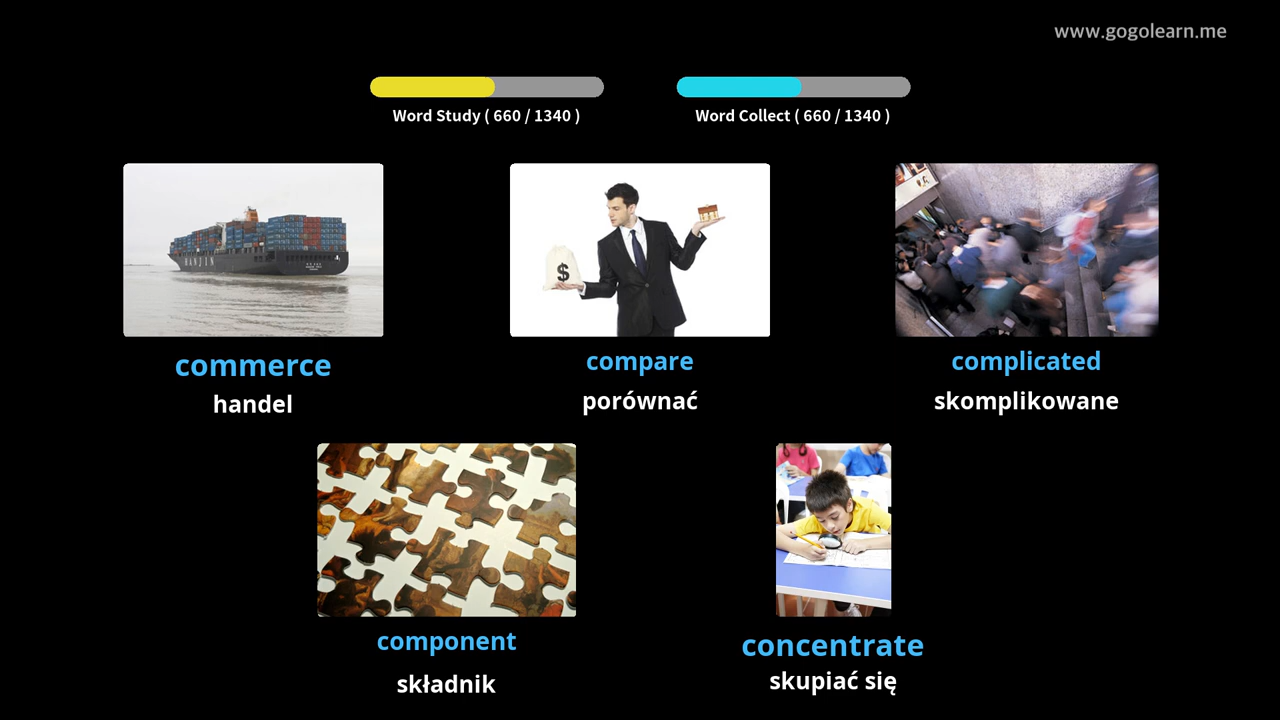 www.gogolearn.me
Word Study ( 660 / 1340 )
Word Collect ( 660 / 1340 )
HANJIN
$
commerce
handel
compare
porównać
complicated
skomplikowane
component
składnik
concentrate
skupiać się